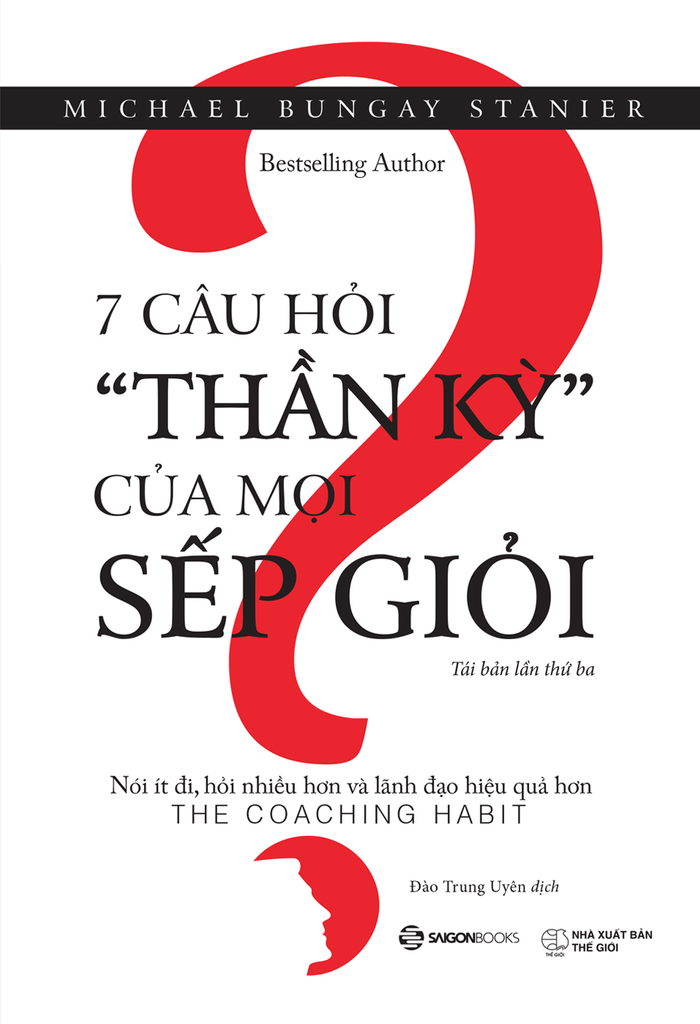 MICHAEL BUNGAY STANIER
Bestselling Author
7 CÂU HỎI
“THẦN KỲ”
CỦA MỌI
SẾP GIỎI
Tái bản lần thứ ba
Nói ít đi, hỏi nhiều hơn và lãnh đạo hiệu quả hơn
THE COACHING HABIT
Đào Trung Uyên dịch
SAIGONBOOKS
THẾ GIỚI
NHÀ XUẤT BẢN
THẾ GIỚI